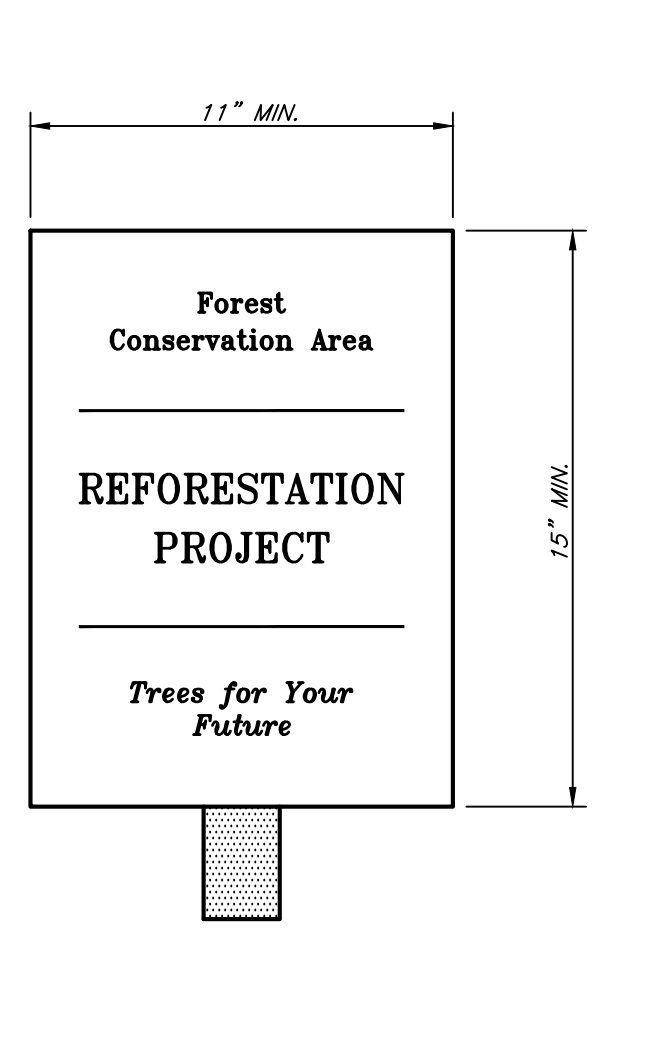 11" MIN.
Forest
Conservation Area
REFORESTATION
PROJECT
15" MIN.
Trees for Your
Future